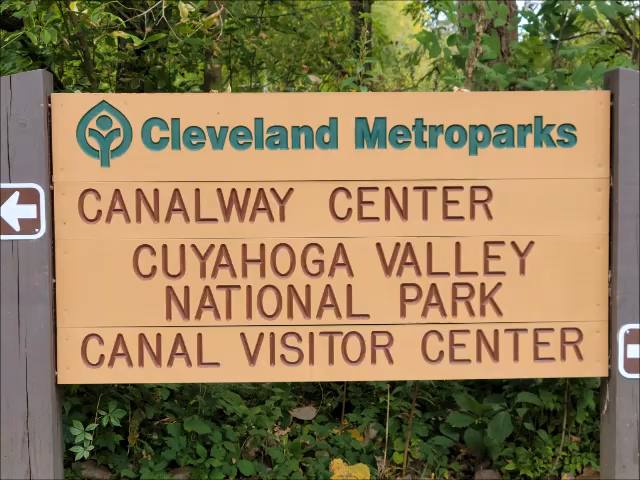 Cleveland Metroparks
CANALWAY CENTER
CUYAHOGA VALLEY
NATIONAL PARK
CANAL VISITOR CENTER